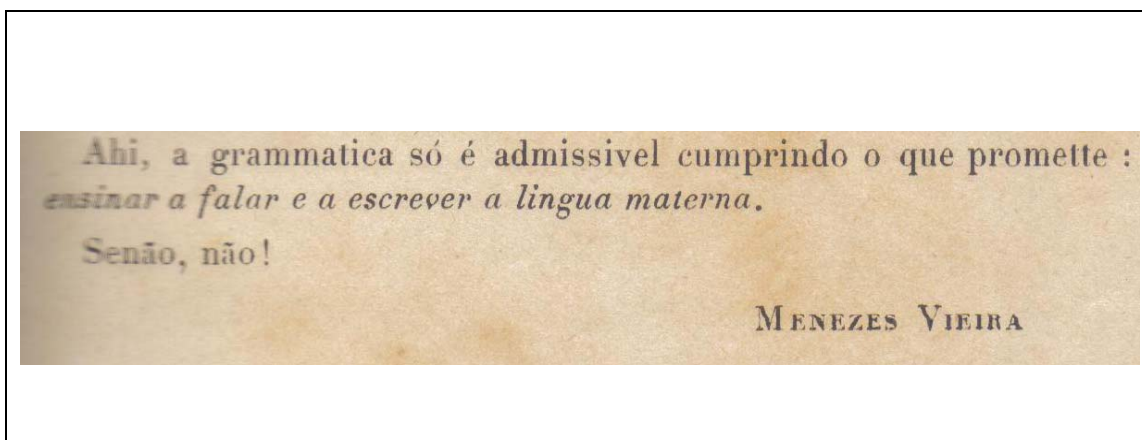 Ahi, a grammatica só é admissivel cumprindo o que promette :
ensinar a falar e a escrever a lingua materna.
Senão, não!
MENEZES VIEIRA